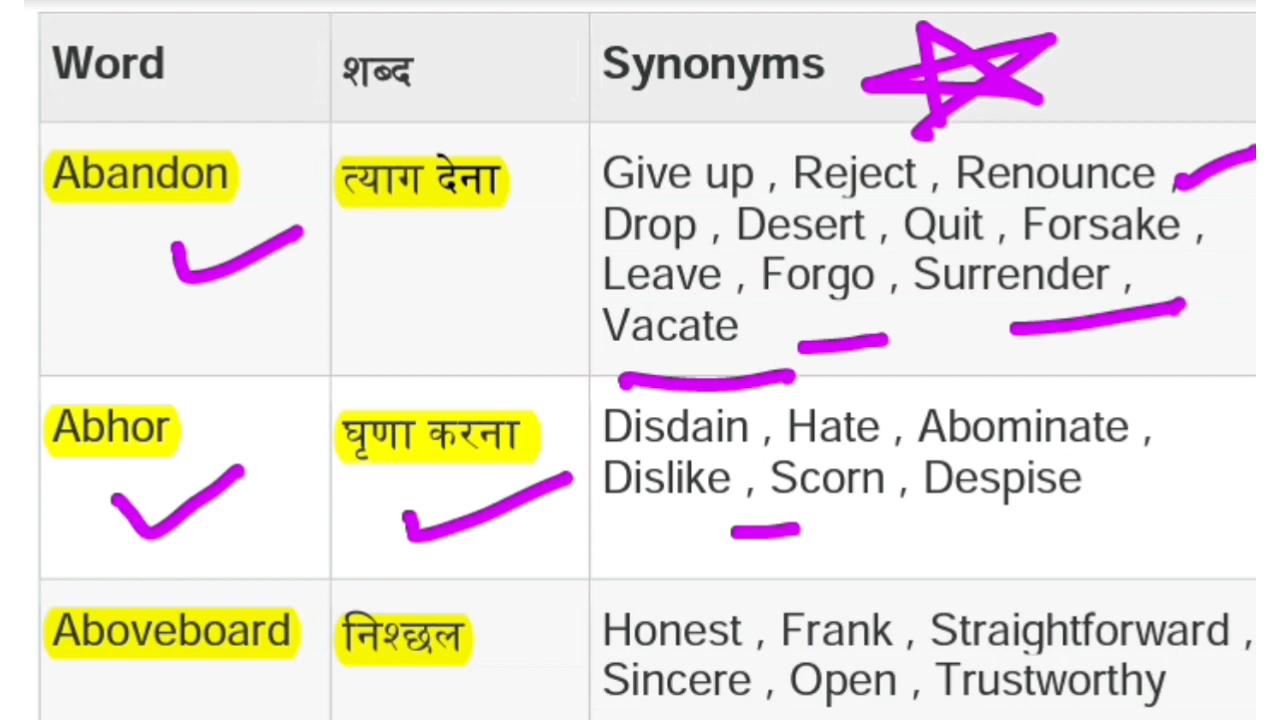 Word शब्द Synonyms
Abandon त्याग देना Give up , Reject , Renounce ,
Drop , Desert , Quit , Forsake ,
Leave , Forgo , Surrender ,
Vacate
Abhor घृणा करना Disdain , Hate , Abominate ,
Dislike , Scorn , Despise
Aboveboard निश्छल Honest , Frank , Straightforward ,
Sincere , Open , Trustworthy